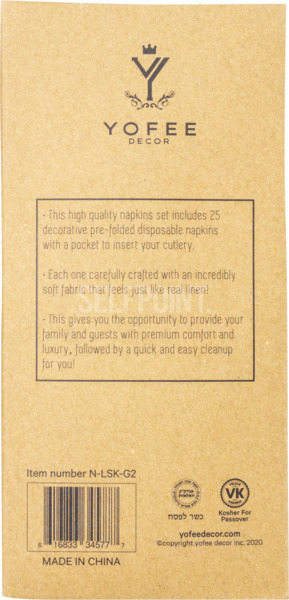 YOFEE
DECOR
• This high quality napkins set includes 25
decorative pre-folded disposable napkins
with a pocket to insert your cutlery.
• Each one carefully crafted with an incredibly
soft fabric that feels just like real linen!
• This gives you the opportunity to provide your
family and guests with premium comfort and
luxury, followed by a quick and easy cleanup
for you!
Item number N-LSK-G2
6 16833 34577 7
MADE IN CHINA
כשר לפסח
VK
Kosher For
Passover
yofeedecor.com
©copyright yofee decor inc. 2020